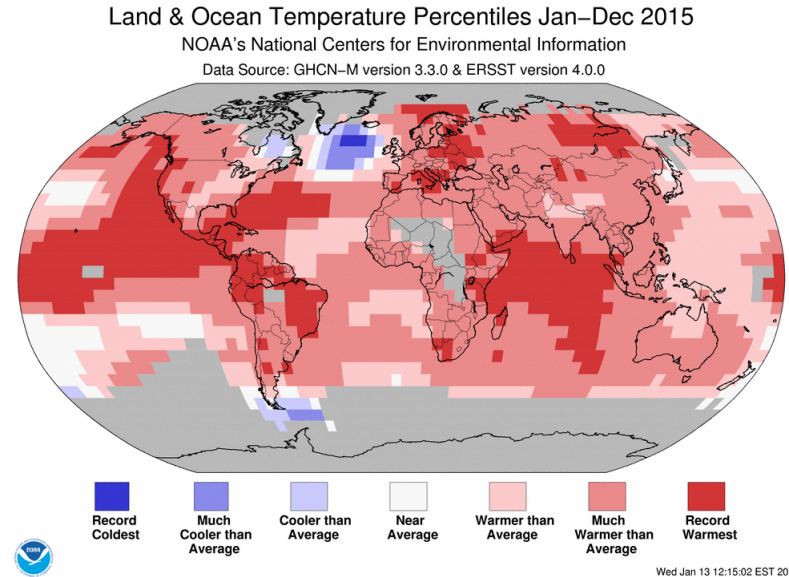 Land & Ocean Temperature Percentiles Jan–Dec 2015
NOAA's National Centers for Environmental Information
Data Source: GHCN–M version 3.3.0 & ERSST version 4.0.0
Record
Coldest
Much
Cooler than
Average
Cooler than
Average
Near
Average
Warmer than
Average
Much
Warmer than
Average
Record
Warmest
NOAA
Wed Jan 13 12:15:02 EST 20